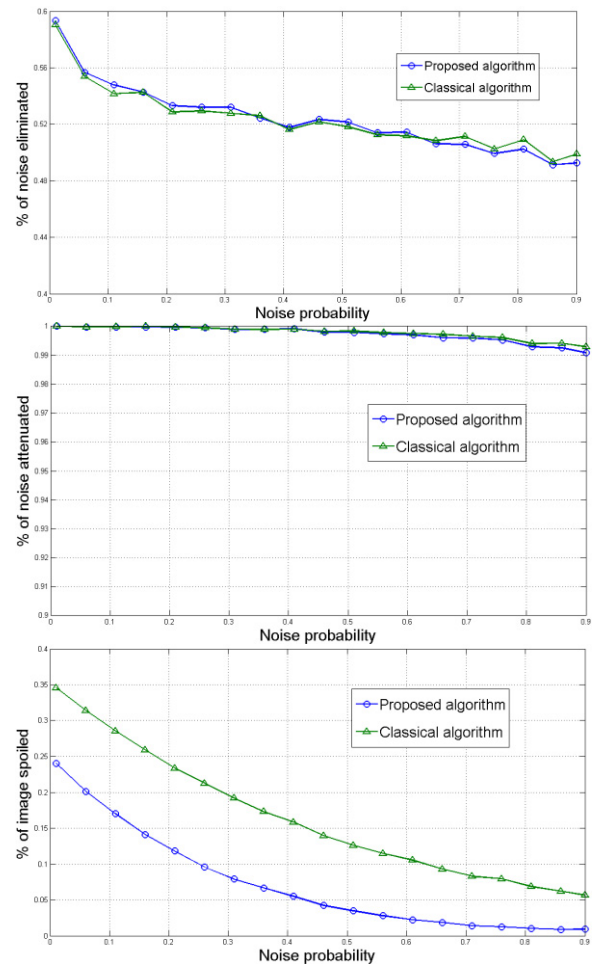 0.6
0.56
0.52
0.48
0.44
0.4
% of noise eliminated
Proposed algorithm
Classical algorithm
0 0.1 0.2 0.3 0.4 0.5 0.6 0.7 0.8 0.9
Noise probability
1
0.99
0.98
0.97
0.96
0.95
0.94
0.93
0.92
0.91
0.9
% of noise attenuated
Proposed algorithm
Classical algorithm
0 0.1 0.2 0.3 0.4 0.5 0.6 0.7 0.8 0.9
Noise probability
0.4
0.35
0.3
0.25
0.2
0.15
0.1
0.05
0
% of image spoiled
Proposed algorithm
Classical algorithm
0 0.1 0.2 0.3 0.4 0.5 0.6 0.7 0.8 0.9
Noise probability